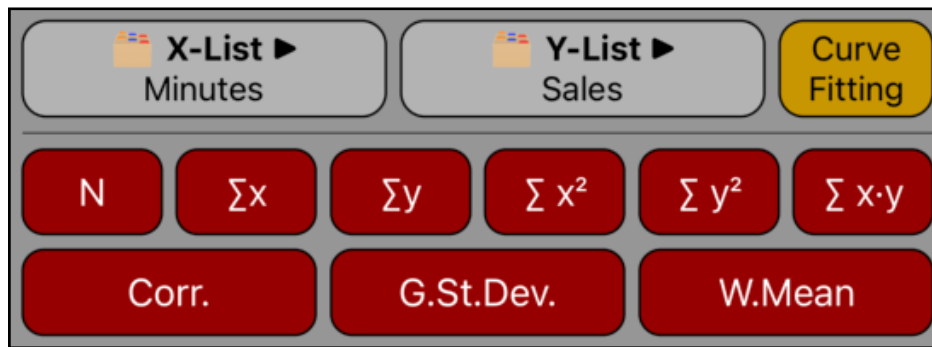 X-List ▶
Minutes
Y-List ▶
Sales
Curve
Fitting
N
∑x
∑y
∑ x²
∑ y²
∑ x·y
Corr.
G.St.Dev.
W.Mean